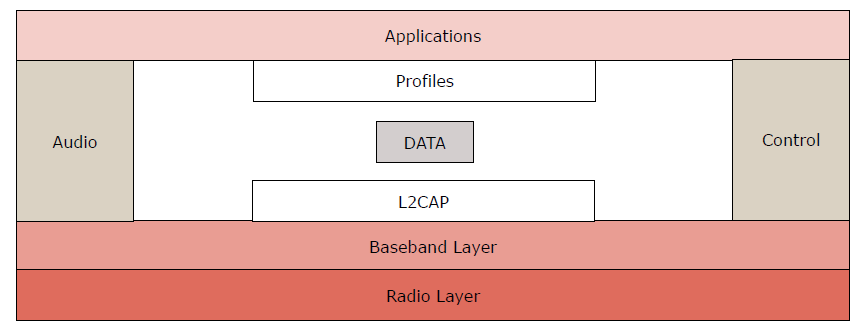 Applications
Profiles
Audio
DATA
Control
L2CAP
Baseband Layer
Radio Layer